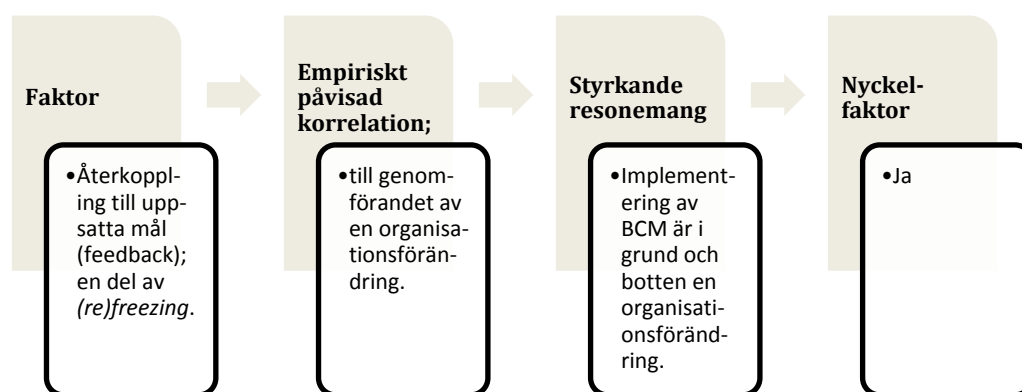 Faktor
•Återkoppl-
ing till upp-
satta mål
(feedback);
en del av
(re)freezing.
Empiriskt
påvisad
korrelation;
•till genom-
förandet av
en organisa-
tionsförän-
dring.
Styrkande
resonemang
•Implement-
ering av
BCM är i
grund och
botten en
organisati-
onsföränd-
ring.
Nyckel-
faktor
•Ja